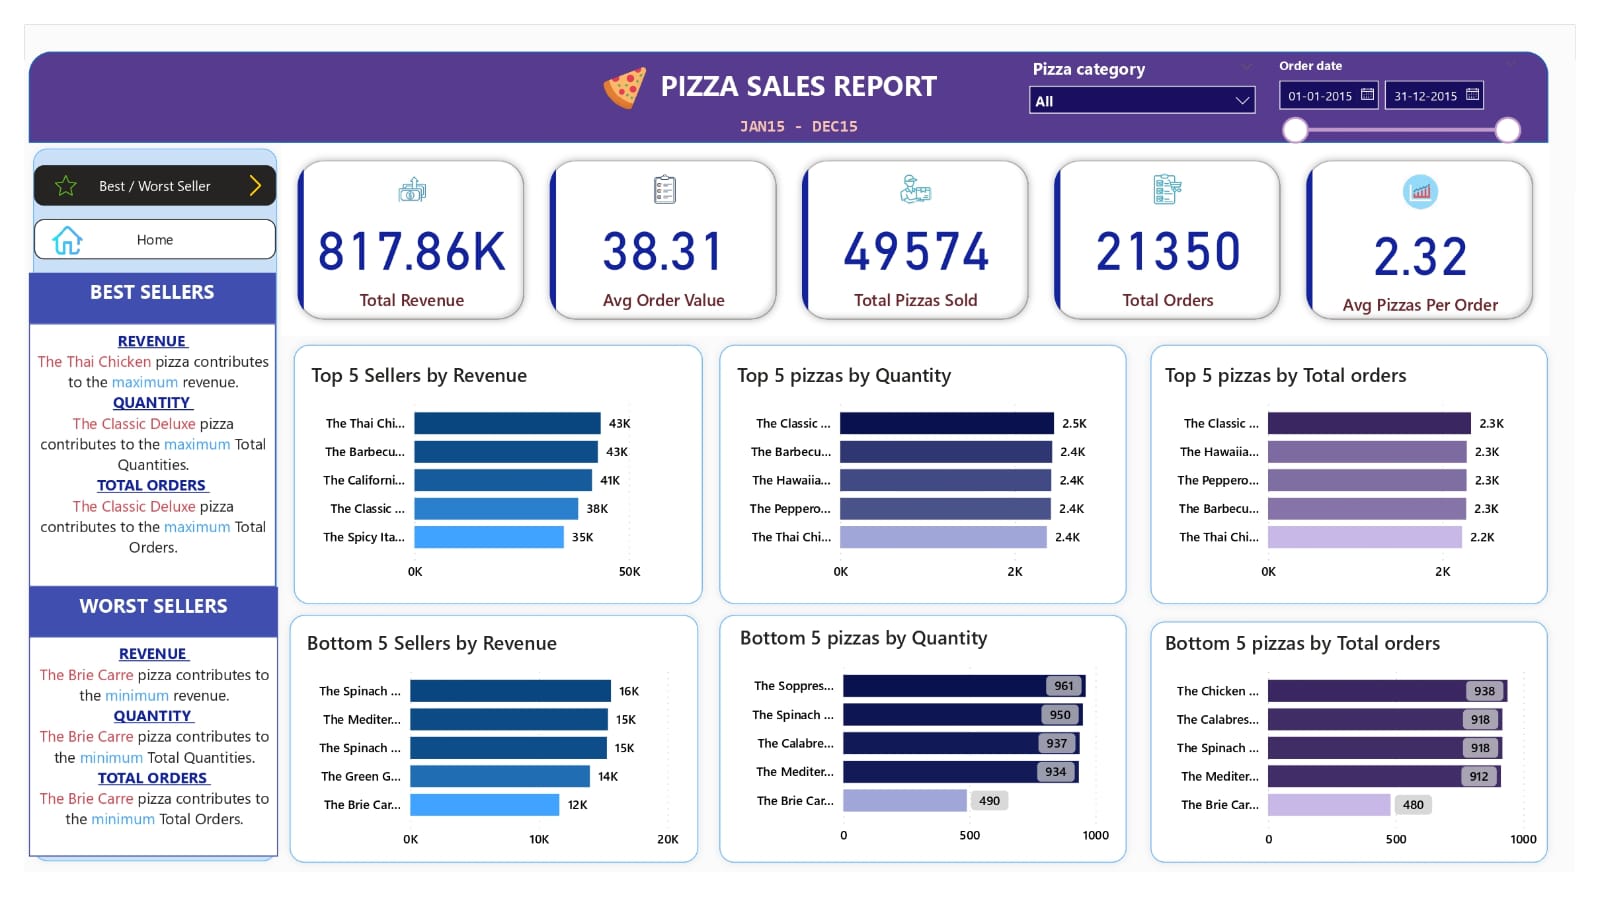 PIZZA SALES REPORT
JAN15 - DEC15
Pizza category
All
Order date
01-01-2015
31-12-2015
Best / Worst Seller
Home
BEST SELLERS
REVENUE
The Thai Chicken pizza contributes
to the maximum revenue.
QUANTITY
The Classic Deluxe pizza
contributes to the maximum Total
Quantities.
TOTAL ORDERS
The Classic Deluxe pizza
contributes to the maximum Total
Orders.
WORST SELLERS
REVENUE
The Brie Carre pizza contributes to
the minimum revenue.
QUANTITY
The Brie Carre pizza contributes to
the minimum Total Quantities.
TOTAL ORDERS
The Brie Carre pizza contributes to
the minimum Total Orders.
817.86K
Total Revenue
38.31
Avg Order Value
49574
Total Pizzas Sold
21350
Total Orders
2.32
Avg Pizzas Per Order
Top 5 Sellers by Revenue
The Thai Chi... 43K
The Barbecu... 43K
The Californi... 41K
The Classic ... 38K
The Spicy Ita... 35K
0K 50K
Top 5 pizzas by Quantity
The Classic ... 2.5K
The Barbecu... 2.4K
The Hawaiia... 2.4K
The Peppero... 2.4K
The Thai Chi... 2.4K
0K 2K
Top 5 pizzas by Total orders
The Classic ... 2.3K
The Hawaiia... 2.3K
The Peppero... 2.3K
The Barbecu... 2.3K
The Thai Chi... 2.2K
0K 2K
Bottom 5 Sellers by Revenue
The Spinach ... 16K
The Mediter... 15K
The Spinach ... 15K
The Green G... 14K
The Brie Car... 12K
0K 10K 20K
Bottom 5 pizzas by Quantity
The Soppres... 961
The Spinach ... 950
The Calabre... 937
The Mediter... 934
The Brie Car... 490
0 500 1000
Bottom 5 pizzas by Total orders
The Chicken ... 938
The Calabres... 918
The Spinach ... 918
The Mediter... 912
The Brie Car... 480
0 500 1000